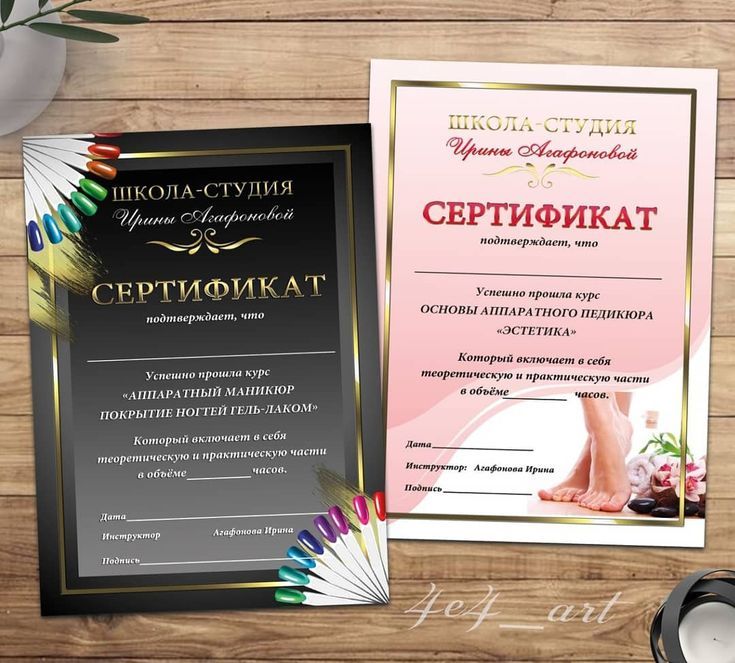 ШКОЛА-СТУДИЯ
Ирины Агафоновой
СЕРТИФИКАТ
подтверждает, что
Успешно прошла курс
«АППАРАТНЫЙ МАНИКЮР
ПОКРЫТИЕ НОГТЕЙ ГЕЛЬ-ЛАКОМ»
Который включает в себя
теоретическую и практическую части
в объёме__________часов.
Дата
Инструктор Агафонова Ирина
Подпись
ШКОЛА-СТУДИЯ
Ирины Агафоновой
СЕРТИФИКАТ
подтверждает, что
Успешно прошла курс
ОСНОВЫ АППАРАТНОГО ПЕДИКЮРА
«ЭСТЕТИКА»
Который включает в себя
теоретическую и практическую части
в объёме__________ часов.
Дата
Инструктор: Агафонова Ирина
Подпись
4e4_art